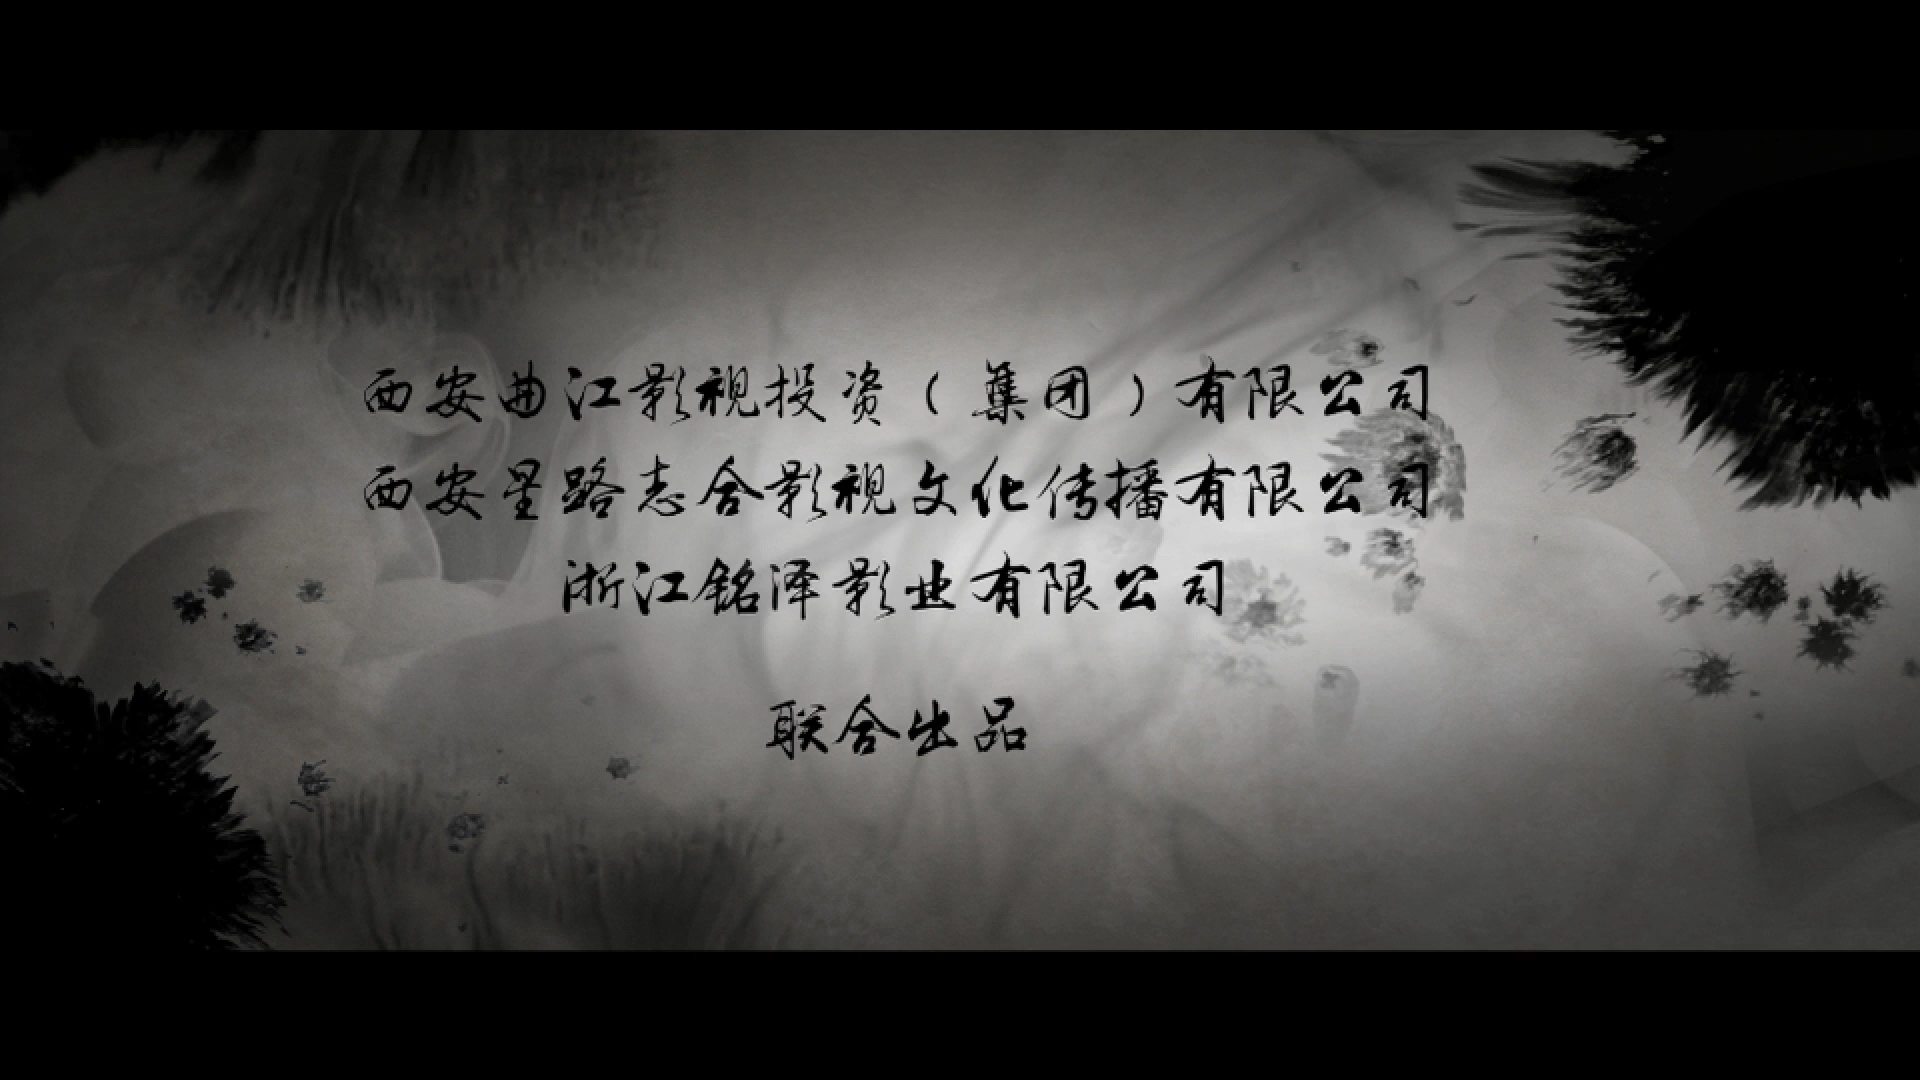 西安曲江影视投资（集团）有限公司
西安星路志合影视文化传播有限公司
浙江铭泽影业有限公司
联合出品